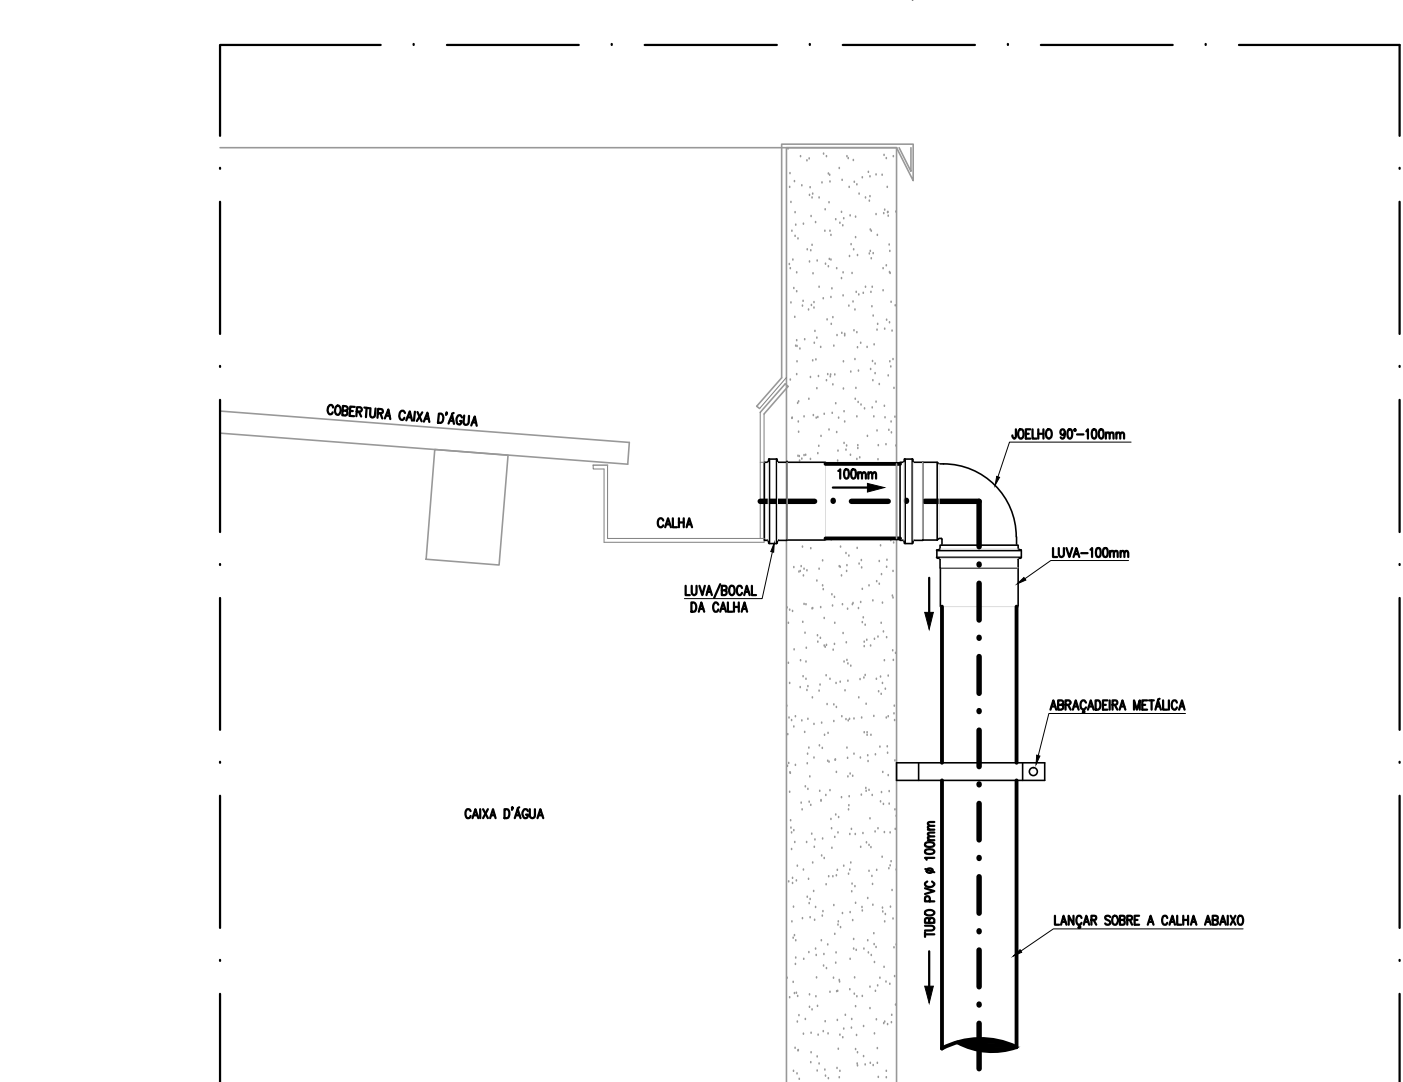 COBERTURA CAIXA D'ÁGUA
JOELHO 90°-100mm
100mm
CALHA
LUVA-100mm
LUVA/BOCAL
DA CALHA
ABRAÇADEIRA METÁLICA
CAIXA D'ÁGUA
TUBO PVC ø 100mm
LANÇAR SOBRE A CALHA ABAIXO